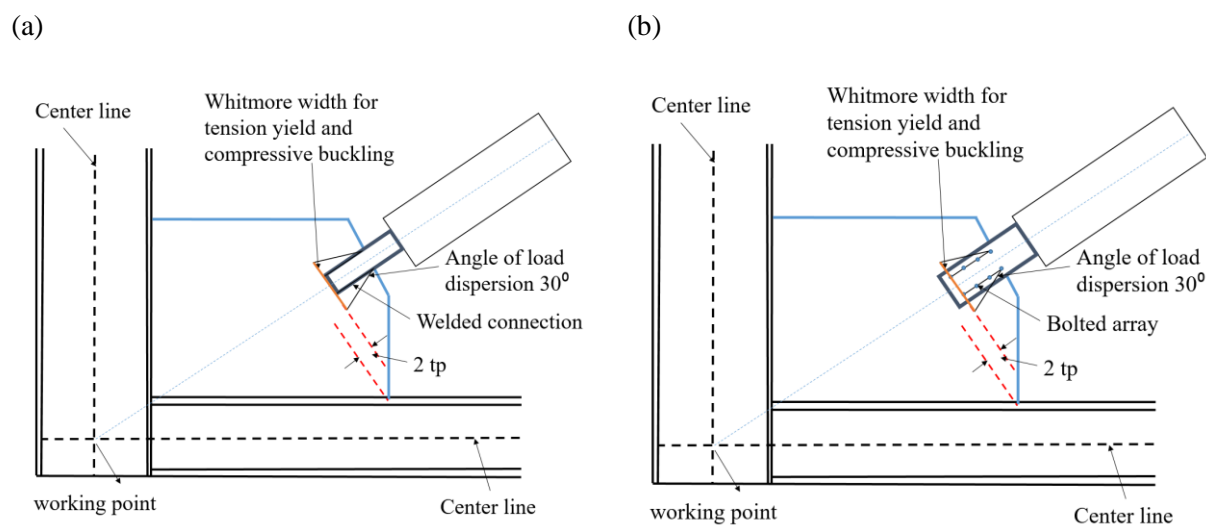 (a)
Center line
Whitmore width for
tension yield and
compressive buckling
Angle of load
dispersion 30⁰
Welded connection
2 tp
working point
Center line
(b)
Center line
Whitmore width for
tension yield and
compressive buckling
Angle of load
dispersion 30⁰
Bolted array
2 tp
working point
Center line